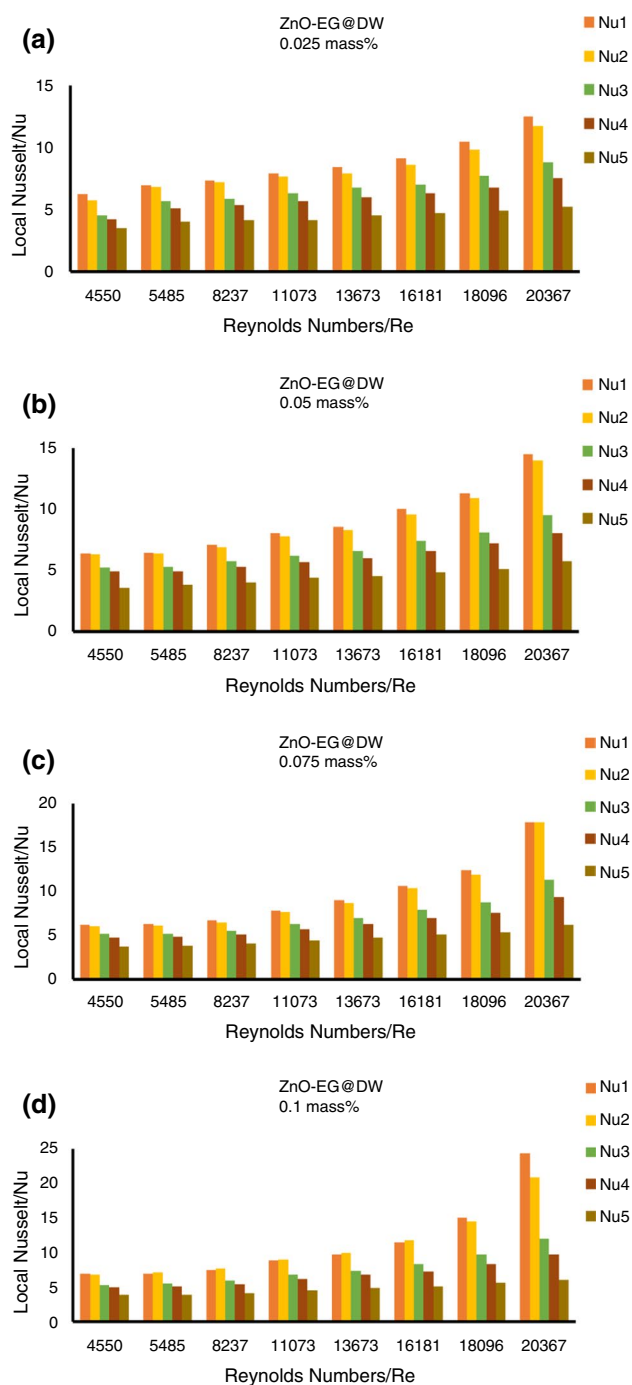 (a)
ZnO-EG@DW
0.025 mass%
Nu1
Nu2
Nu3
Nu4
Nu5
Local Nusselt/Nu
15
10
5
0
4550 5485 8237 11073 13673 16181 18096 20367
Reynolds Numbers/Re
(b)
ZnO-EG@DW
0.05 mass%
Nu1
Nu2
Nu3
Nu4
Nu5
Local Nusselt/Nu
15
10
5
0
4550 5485 8237 11073 13673 16181 18096 20367
Reynolds Numbers/Re
(c)
ZnO-EG@DW
0.075 mass%
Nu1
Nu2
Nu3
Nu4
Nu5
Local Nusselt/Nu
20
15
10
5
0
4550 5485 8237 11073 13673 16181 18096 20367
Reynolds Numbers/Re
(d)
ZnO-EG@DW
0.1 mass%
Nu1
Nu2
Nu3
Nu4
Nu5
Local Nusselt/Nu
25
20
15
10
5
0
4550 5485 8237 11073 13673 16181 18096 20367
Reynolds Numbers/Re